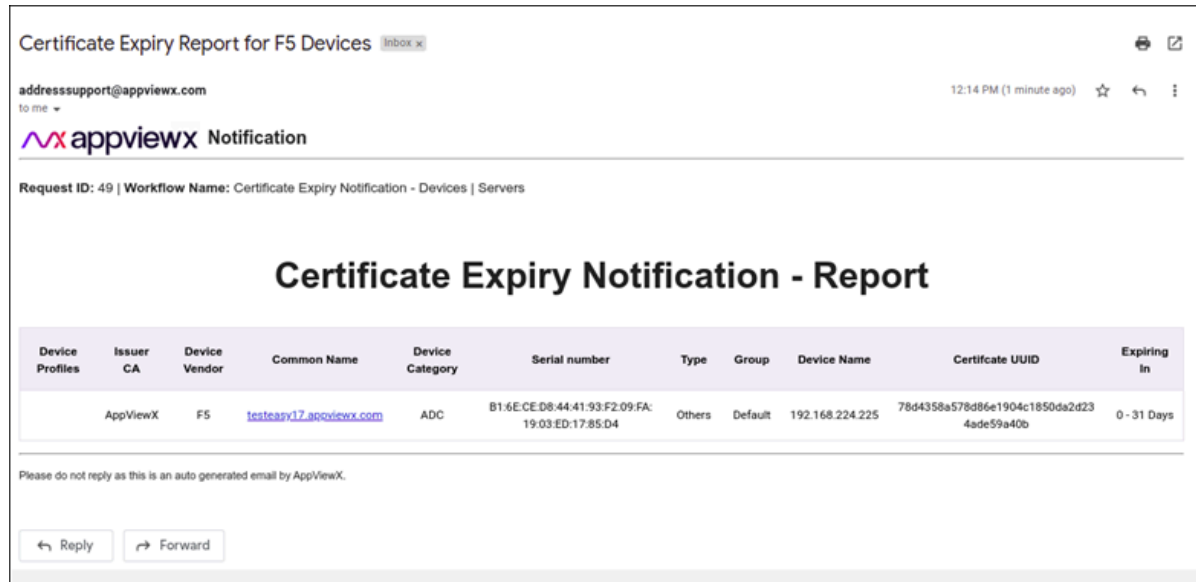 Certificate Expiry Report for F5 Devices Inbox x
addresssupport@appviewx.com 12:14 PM (1 minute ago)
to me
appviewx Notification
Request ID: 49 | Workflow Name: Certificate Expiry Notification - Devices | Servers
Certificate Expiry Notification - Report
Device Profiles Issuer CA Device Vendor Common Name Device Category Serial number Type Group Device Name Certifcate UUID Expiring In
AppViewX F5 testeasy17.appviewx.com ADC B1:6E:CE:D8:44:41:93:F2:09:FA:19:03:ED:17:85:D4 Others Default 192.168.224.225 78d4358a578d86e1904c1850da2d234ade59a40b 0 - 31 Days
Please do not reply as this is an auto generated email by AppViewX.
Reply Forward